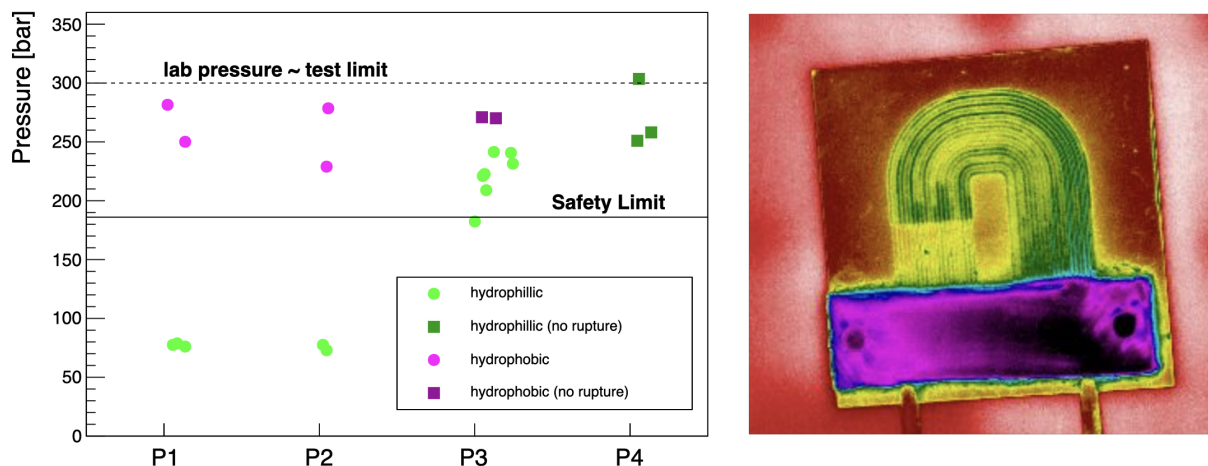 Pressure [bar]
350
300
250
200
150
100
50
0
lab pressure ~ test limit
Safety Limit
hydrophillic
hydrophillic (no rupture)
hydrophobic
hydrophobic (no rupture)
P1 P2 P3 P4